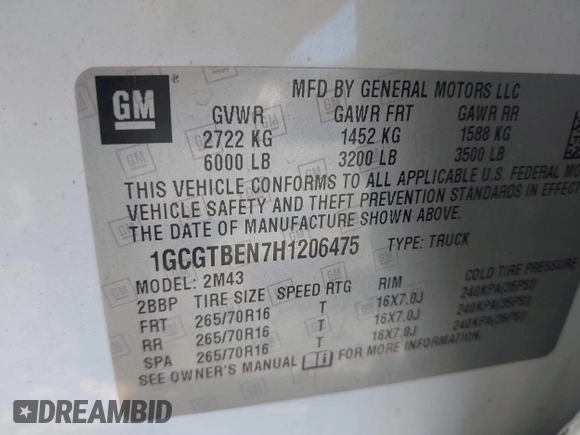 GM
MFD BY GENERAL MOTORS LLC
GVWR GAWR FRT GAWR RR
2722 KG 1452 KG 1588 KG
6000 LB 3200 LB 3500 LB
THIS VEHICLE CONFORMS TO ALL APPLICABLE U.S. FEDERAL MO
VEHICLE SAFETY AND THEFT PREVENTION STANDARDS IN EFFECT
THE DATE OF MANUFACTURE SHOWN ABOVE.
1GCGTBEN7H1206475 TYPE: TRUCK
MODEL: 2M43
2BBP TIRE SIZE SPEED RTG RIM COLD TIRE PRESSURE
FRT 265/70R16 T 16X7.0J 240KPA(35PSI)
RR 265/70R16 T 16X7.0J 240KPA(35PSI)
SPA 265/70R16 T 16X7.0J 240KPA(35PSI)
SEE OWNER'S MANUAL FOR MORE INFORMATION.
DREAMBID